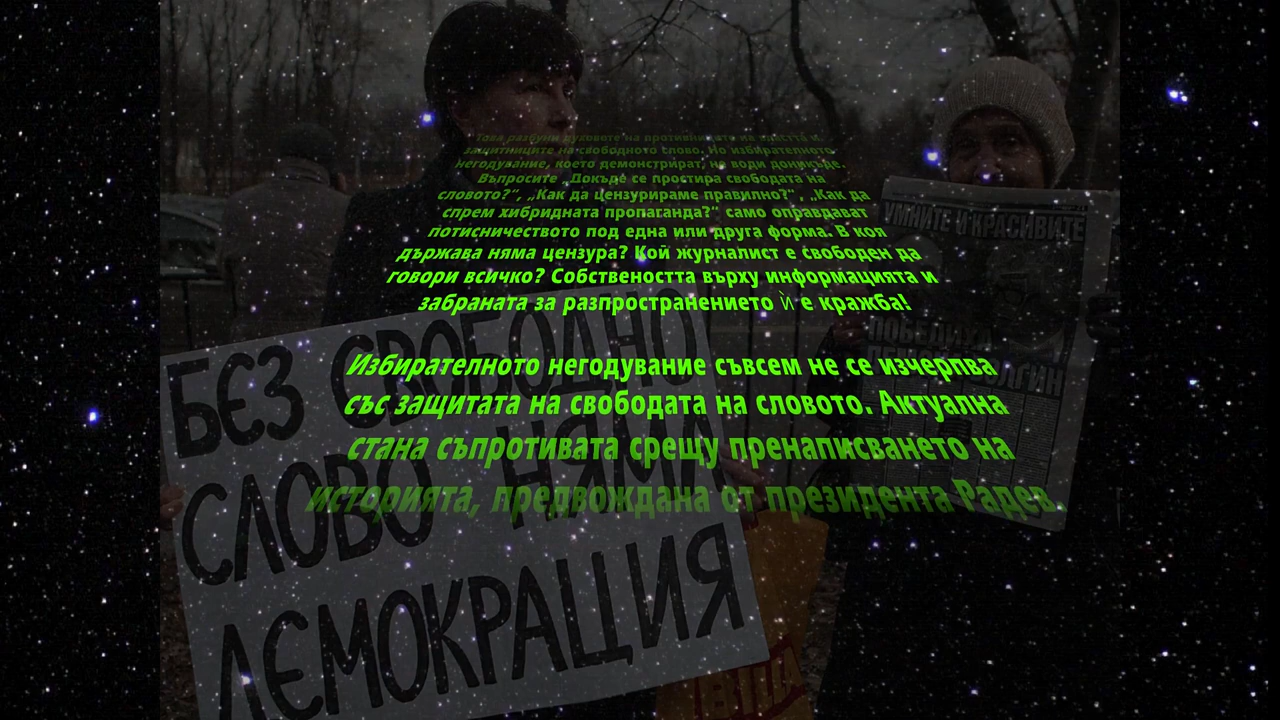 Това разбуни духовете на противниците на властта и
защитниците на свободното слово. Но избирателното
негодувание, което демонстрират, не води доникъде.
Въпросите „Докъде се простира свободата на
словото?“, „Как да цензурираме правилно?“, „Как да
спрем хибридната пропаганда?“ само оправдават
потисничеството под една или друга форма. В коя
държава няма цензура? Кой журналист е свободен да
говори всичко? Собствеността върху информацията и
забраната за разпространението ѝ е кражба!
Избирателното негодувание съвсем не се изчерпва
със защитата на свободата на словото. Актуална
стана съпротивата срещу пренаписването на
историята, предвождана от президента Радев.
БЕЗ СВОБОДНО
СЛОВО НЯМА
ДЕМОКРАЦИЯ
УМНИТЕ И КРАСИВИТЕ